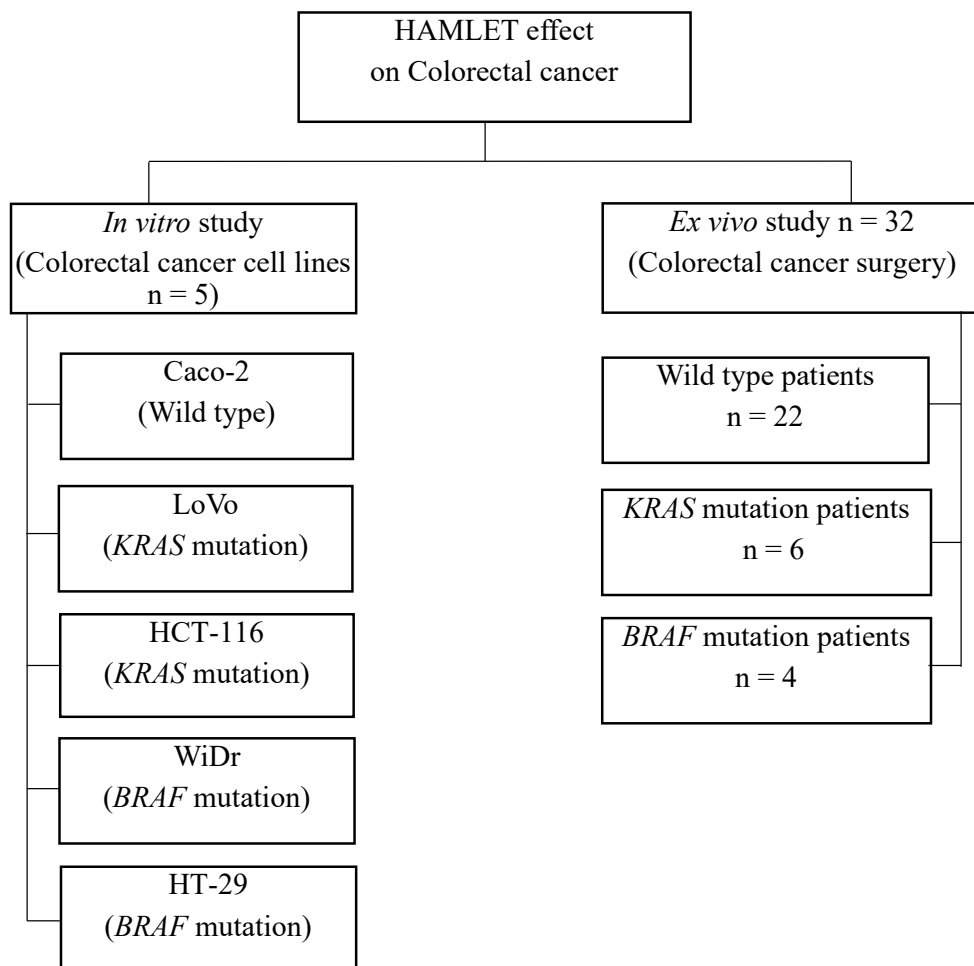 HAMLET effect
on Colorectal cancer
In vitro study
(Colorectal cancer cell lines
n = 5)
Caco-2
(Wild type)
LoVo
(KRAS mutation)
HCT-116
(KRAS mutation)
WiDr
(BRAF mutation)
HT-29
(BRAF mutation)
Ex vivo study n = 32
(Colorectal cancer surgery)
Wild type patients
n = 22
KRAS mutation patients
n = 6
BRAF mutation patients
n = 4